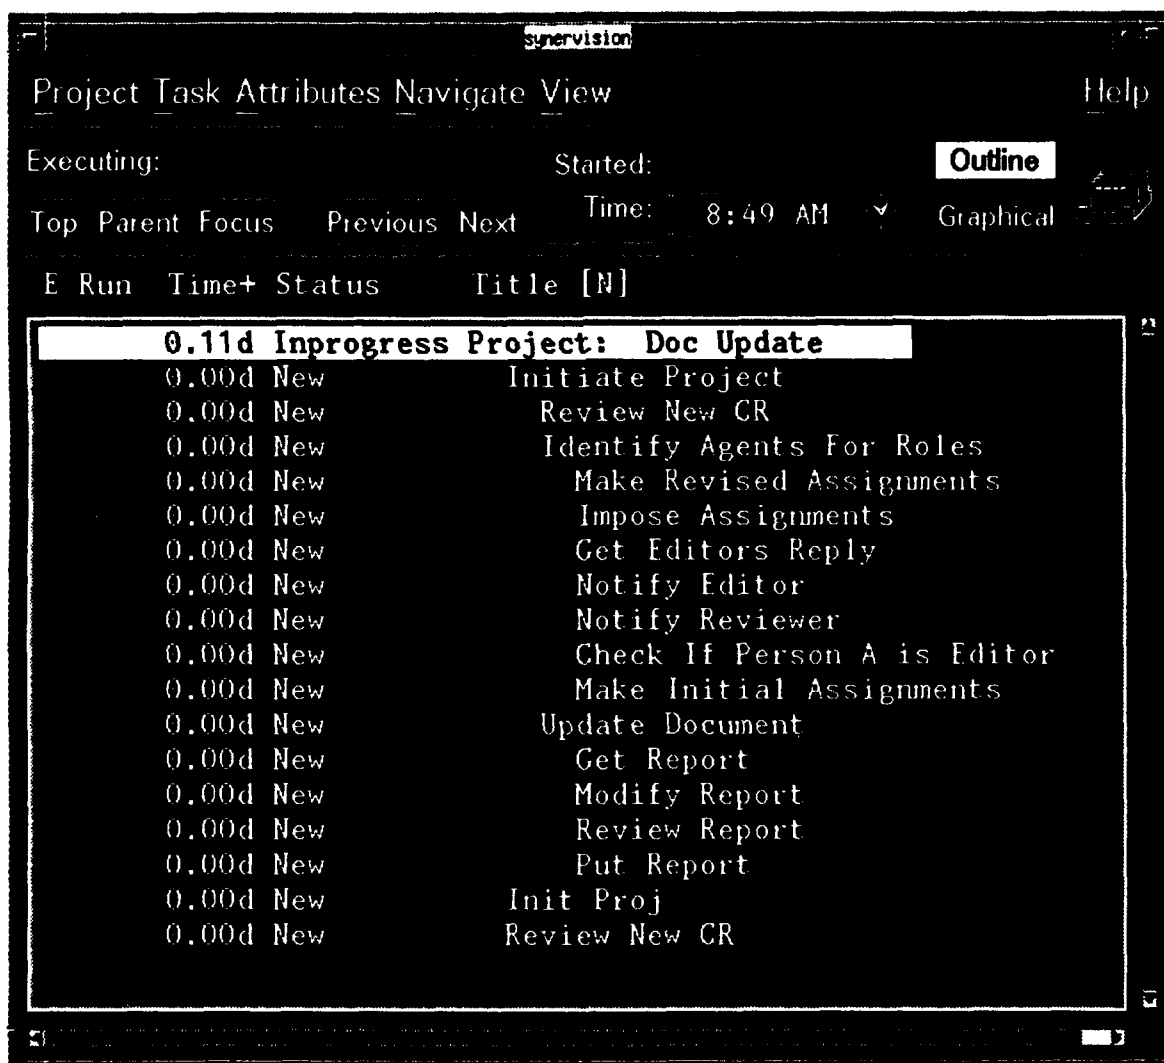 synervision
Project Task Attributes Navigate View Help
Executing: Started: Outline
Top Parent Focus Previous Next Time: 8:49 AM Graphical
E Run Time+ Status Title [N]
0.11d Inprogress Project: Doc Update
0.00d New Initiate Project
0.00d New Review New CR
0.00d New Identify Agents For Roles
0.00d New Make Revised Assignments
0.00d New Impose Assignments
0.00d New Get Editors Reply
0.00d New Notify Editor
0.00d New Notify Reviewer
0.00d New Check If Person A is Editor
0.00d New Make Initial Assignments
0.00d New Update Document
0.00d New Get Report
0.00d New Modify Report
0.00d New Review Report
0.00d New Put Report
0.00d New Init Proj
0.00d New Review New CR